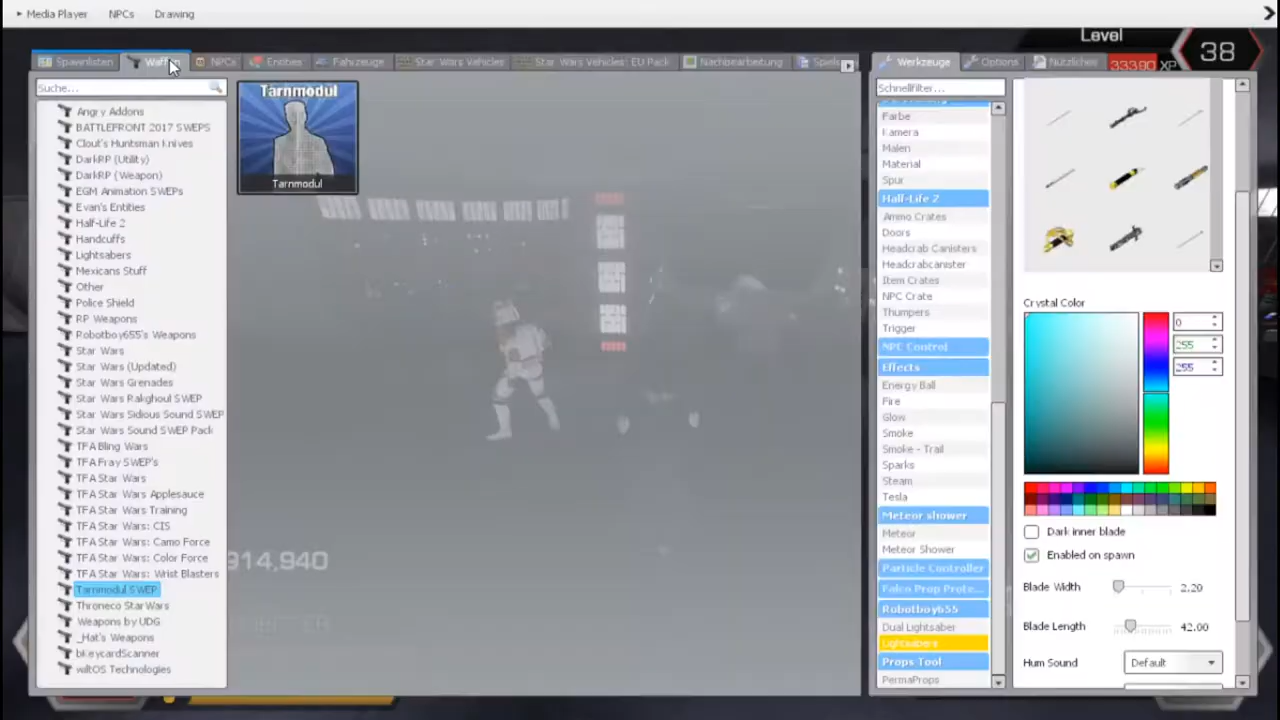 Media Player NPCs Drawing
Level
38
33390 XP
Spawnlisten Waffen NPCs Entities Fahrzeuge Star Wars Vehicles Star Wars Vehicles: EU Pack Nachbearbeitung Spiels
Werkzeuge Options Nützliches
Suche...
Angry Addons
BATTLEFRONT 2017 SWEPS
Clout's Huntsman Knives
DarkRP (Utility)
DarkRP (Weapon)
EGM Animation SWEPs
Evan's Entities
Half-Life 2
Handcuffs
Lightsabers
Mexicans Stuff
Other
Police Shield
RP Weapons
Robotboy655's Weapons
Star Wars
Star Wars (Updated)
Star Wars Grenades
Star Wars Rakghoul SWEP
Star Wars Sidious Sound SWEP
Star Wars Sound SWEP Pack
TFA Bling Wars
TFA Fray SWEP's
TFA Star Wars
TFA Star Wars Applesauce
TFA Star Wars Training
TFA Star Wars: CIS
TFA Star Wars: Camo Force
TFA Star Wars: Color Force
TFA Star Wars: Wrist Blasters
Tarnmodul SWEP
Throneco StarWars
Weapons by UDG
_Hat's Weapons
bKeycardScanner
wiltOS Technologies
Tarnmodul
Tarnmodul
914,940
Schnellfilter...
Farbe
Kamera
Malen
Material
Spur
Half-Life 2
Ammo Crates
Doors
Headcrab Canisters
Headcrabcanister
Item Crates
NPC Crate
Thumpers
Trigger
NPC Control
Effects
Energy Ball
Fire
Glow
Smoke
Smoke - Trail
Sparks
Steam
Tesla
Meteor shower
Meteor
Meteor Shower
Particle Controller
Falco Prop Prote...
Robotboy655
Dual Lightsaber
Lightsabers
Props Tool
PermaProps
Crystal Color
0
255
255
Dark inner blade
Enabled on spawn
Blade Width 2.20
Blade Length 42.00
Hum Sound Default